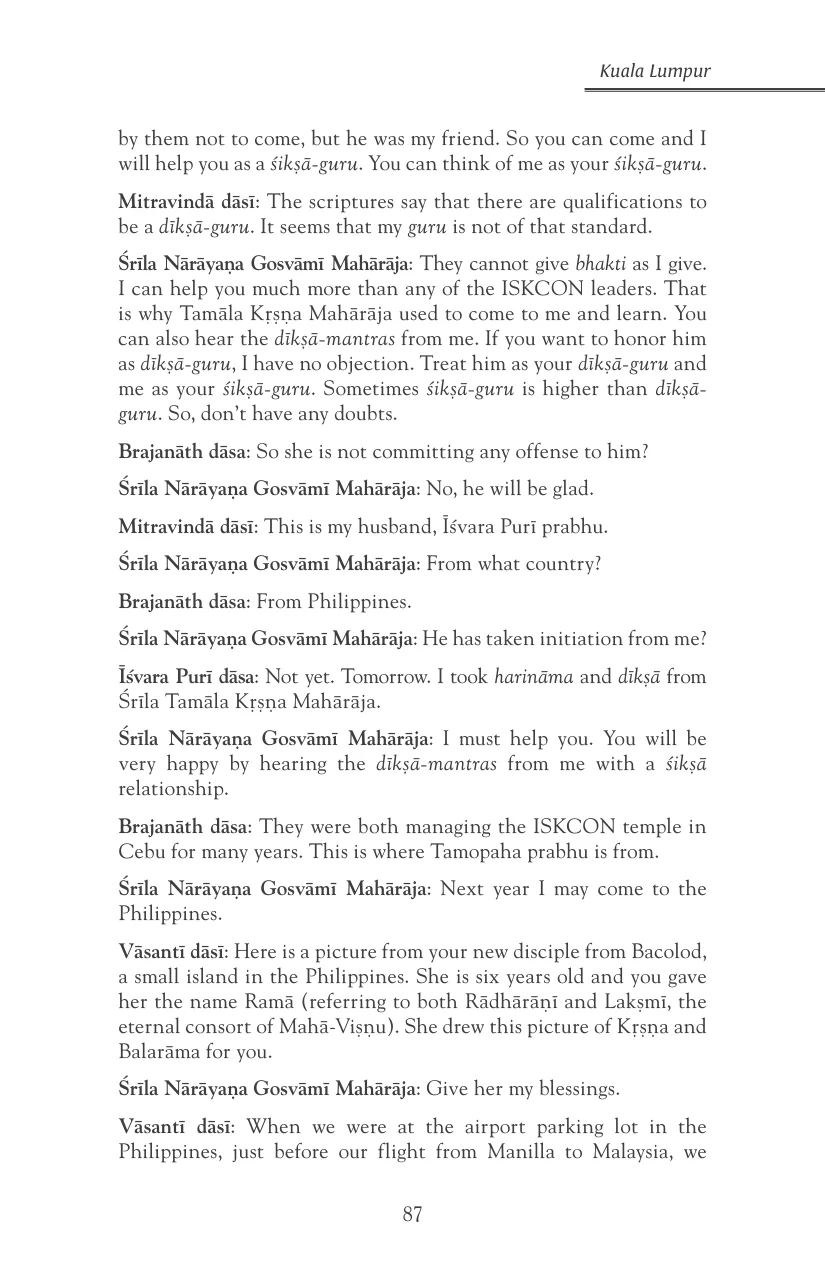 Kuala Lumpur
by them not to come, but he was my friend. So you can come and I
will help you as a śikṣā-guru. You can think of me as your śikṣā-guru.
Mitravindā dāsī: The scriptures say that there are qualifications to
be a dīkṣā-guru. It seems that my guru is not of that standard.
Śrīla Nārāyaṇa Gosvāmī Mahārāja: They cannot give bhakti as I give.
I can help you much more than any of the ISKCON leaders. That
is why Tamāla Kṛṣṇa Mahārāja used to come to me and learn. You
can also hear the dīkṣā-mantras from me. If you want to honor him
as dīkṣā-guru, I have no objection. Treat him as your dīkṣā-guru and
me as your śikṣā-guru. Sometimes śikṣā-guru is higher than dīkṣā-
guru. So, don’t have any doubts.
Brajanāth dāsa: So she is not committing any offense to him?
Śrīla Nārāyaṇa Gosvāmī Mahārāja: No, he will be glad.
Mitravindā dāsī: This is my husband, Īśvara Purī prabhu.
Śrīla Nārāyaṇa Gosvāmī Mahārāja: From what country?
Brajanāth dāsa: From Philippines.
Śrīla Nārāyaṇa Gosvāmī Mahārāja: He has taken initiation from me?
Īśvara Purī dāsa: Not yet. Tomorrow. I took harināma and dīkṣā from
Śrīla Tamāla Kṛṣṇa Mahārāja.
Śrīla Nārāyaṇa Gosvāmī Mahārāja: I must help you. You will be
very happy by hearing the dīkṣā-mantras from me with a śikṣā
relationship.
Brajanāth dāsa: They were both managing the ISKCON temple in
Cebu for many years. This is where Tamopaha prabhu is from.
Śrīla Nārāyaṇa Gosvāmī Mahārāja: Next year I may come to the
Philippines.
Vāsantī dāsī: Here is a picture from your new disciple from Bacolod,
a small island in the Philippines. She is six years old and you gave
her the name Ramā (referring to both Rādhārāṇī and Lakṣmī, the
eternal consort of Mahā-Viṣṇu). She drew this picture of Kṛṣṇa and
Balarāma for you.
Śrīla Nārāyaṇa Gosvāmī Mahārāja: Give her my blessings.
Vāsantī dāsī: When we were at the airport parking lot in the
Philippines, just before our flight from Manilla to Malaysia, we
87